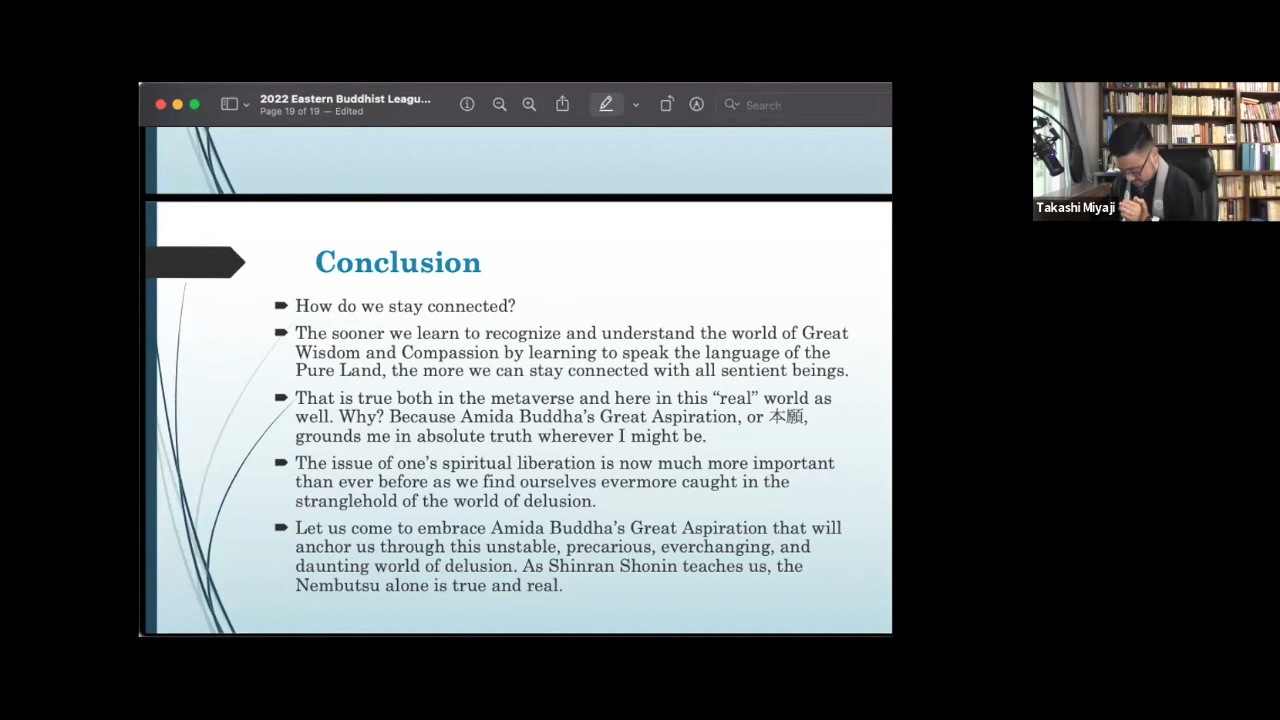 2022 Eastern Buddhist Leagu...
Page 19 of 19 — Edited
Search
Takashi Miyaji
Conclusion
How do we stay connected?
The sooner we learn to recognize and understand the world of Great
Wisdom and Compassion by learning to speak the language of the
Pure Land, the more we can stay connected with all sentient beings.
That is true both in the metaverse and here in this “real” world as
well. Why? Because Amida Buddha’s Great Aspiration, or 本願,
grounds me in absolute truth wherever I might be.
The issue of one’s spiritual liberation is now much more important
than ever before as we find ourselves evermore caught in the
stranglehold of the world of delusion.
Let us come to embrace Amida Buddha’s Great Aspiration that will
anchor us through this unstable, precarious, everchanging, and
daunting world of delusion. As Shinran Shonin teaches us, the
Nembutsu alone is true and real.